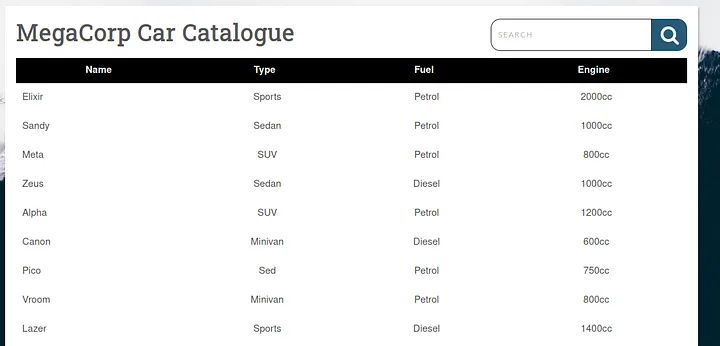 MegaCorp Car Catalogue
SEARCH
Name Type Fuel Engine
Elixir Sports Petrol 2000cc
Sandy Sedan Petrol 1000cc
Meta SUV Petrol 800cc
Zeus Sedan Diesel 1000cc
Alpha SUV Petrol 1200cc
Canon Minivan Diesel 600cc
Pico Sed Petrol 750cc
Vroom Minivan Petrol 800cc
Lazer Sports Diesel 1400cc